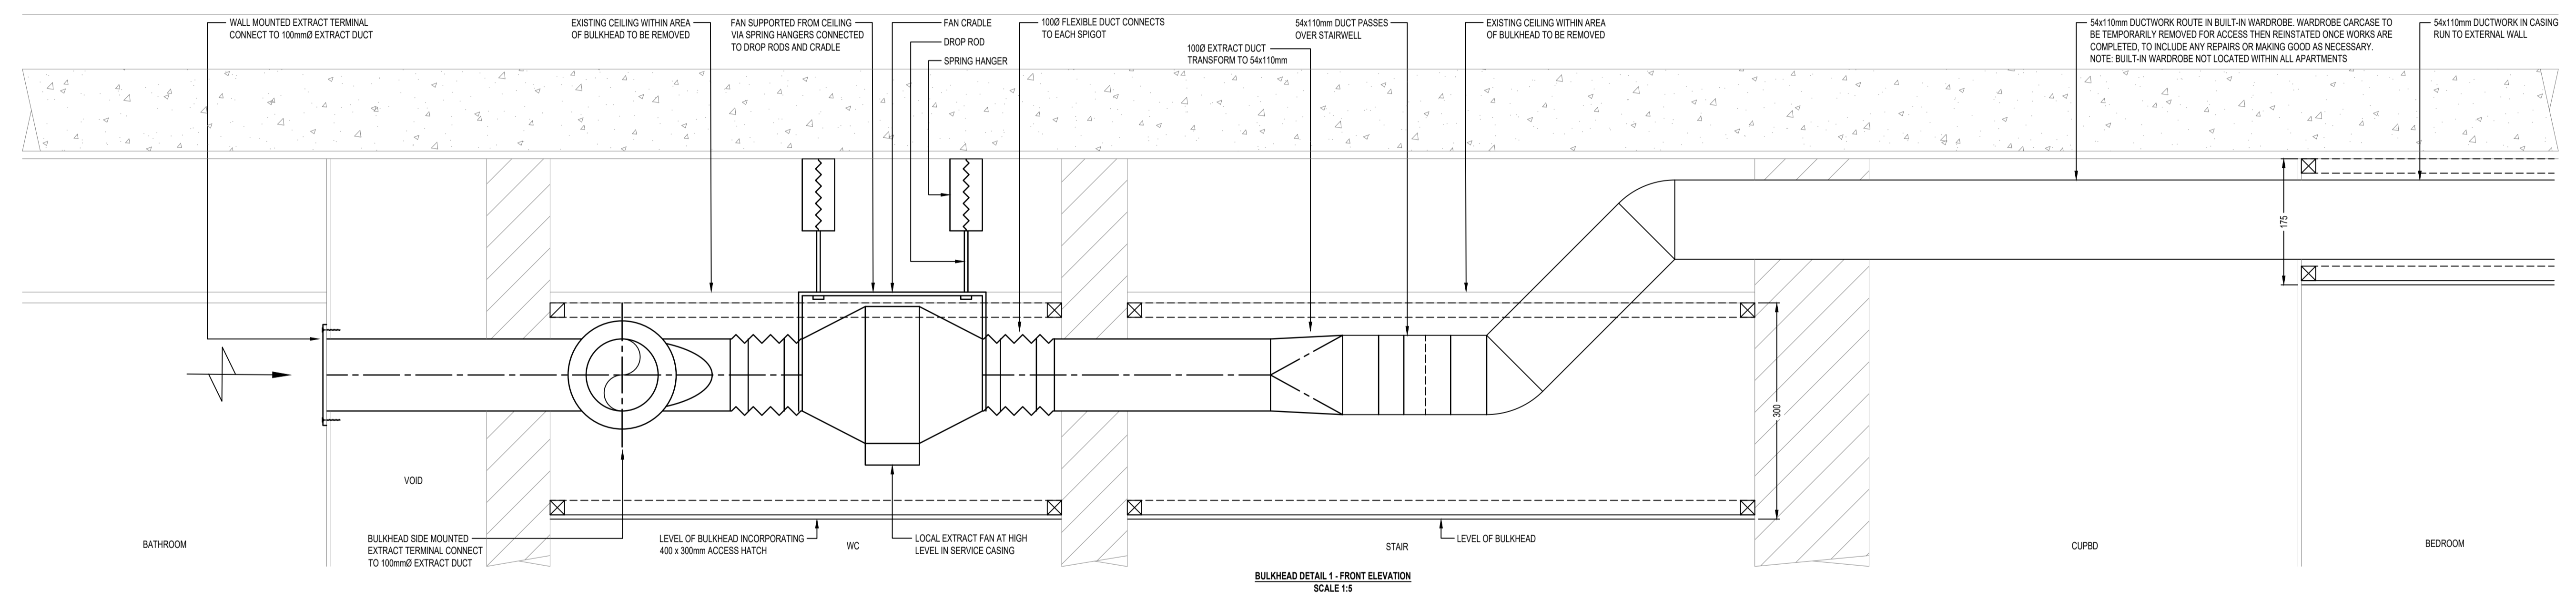 WALL MOUNTED EXTRACT TERMINAL
CONNECT TO 100mmØ EXTRACT DUCT
EXISTING CEILING WITHIN AREA
OF BULKHEAD TO BE REMOVED
FAN SUPPORTED FROM CEILING
VIA SPRING HANGERS CONNECTED
TO DROP RODS AND CRADLE
FAN CRADLE
DROP ROD
SPRING HANGER
100Ø FLEXIBLE DUCT CONNECTS
TO EACH SPIGOT
100Ø EXTRACT DUCT
TRANSFORM TO 54x110mm
54x110mm DUCT PASSES
OVER STAIRWELL
EXISTING CEILING WITHIN AREA
OF BULKHEAD TO BE REMOVED
54x110mm DUCTWORK ROUTE IN BUILT-IN WARDROBE. WARDROBE CARCASE TO
BE TEMPORARILY REMOVED FOR ACCESS THEN REINSTATED ONCE WORKS ARE
COMPLETED, TO INCLUDE ANY REPAIRS OR MAKING GOOD AS NECESSARY.
NOTE: BUILT-IN WARDROBE NOT LOCATED WITHIN ALL APARTMENTS
54x110mm DUCTWORK IN CASING
RUN TO EXTERNAL WALL
175
300
VOID
BATHROOM
BULKHEAD SIDE MOUNTED
EXTRACT TERMINAL CONNECT
TO 100mmØ EXTRACT DUCT
LEVEL OF BULKHEAD INCORPORATING
400 x 300mm ACCESS HATCH
WC
LOCAL EXTRACT FAN AT HIGH
LEVEL IN SERVICE CASING
STAIR
LEVEL OF BULKHEAD
CUPBD
BEDROOM
BULKHEAD DETAIL 1 - FRONT ELEVATION
SCALE 1:5